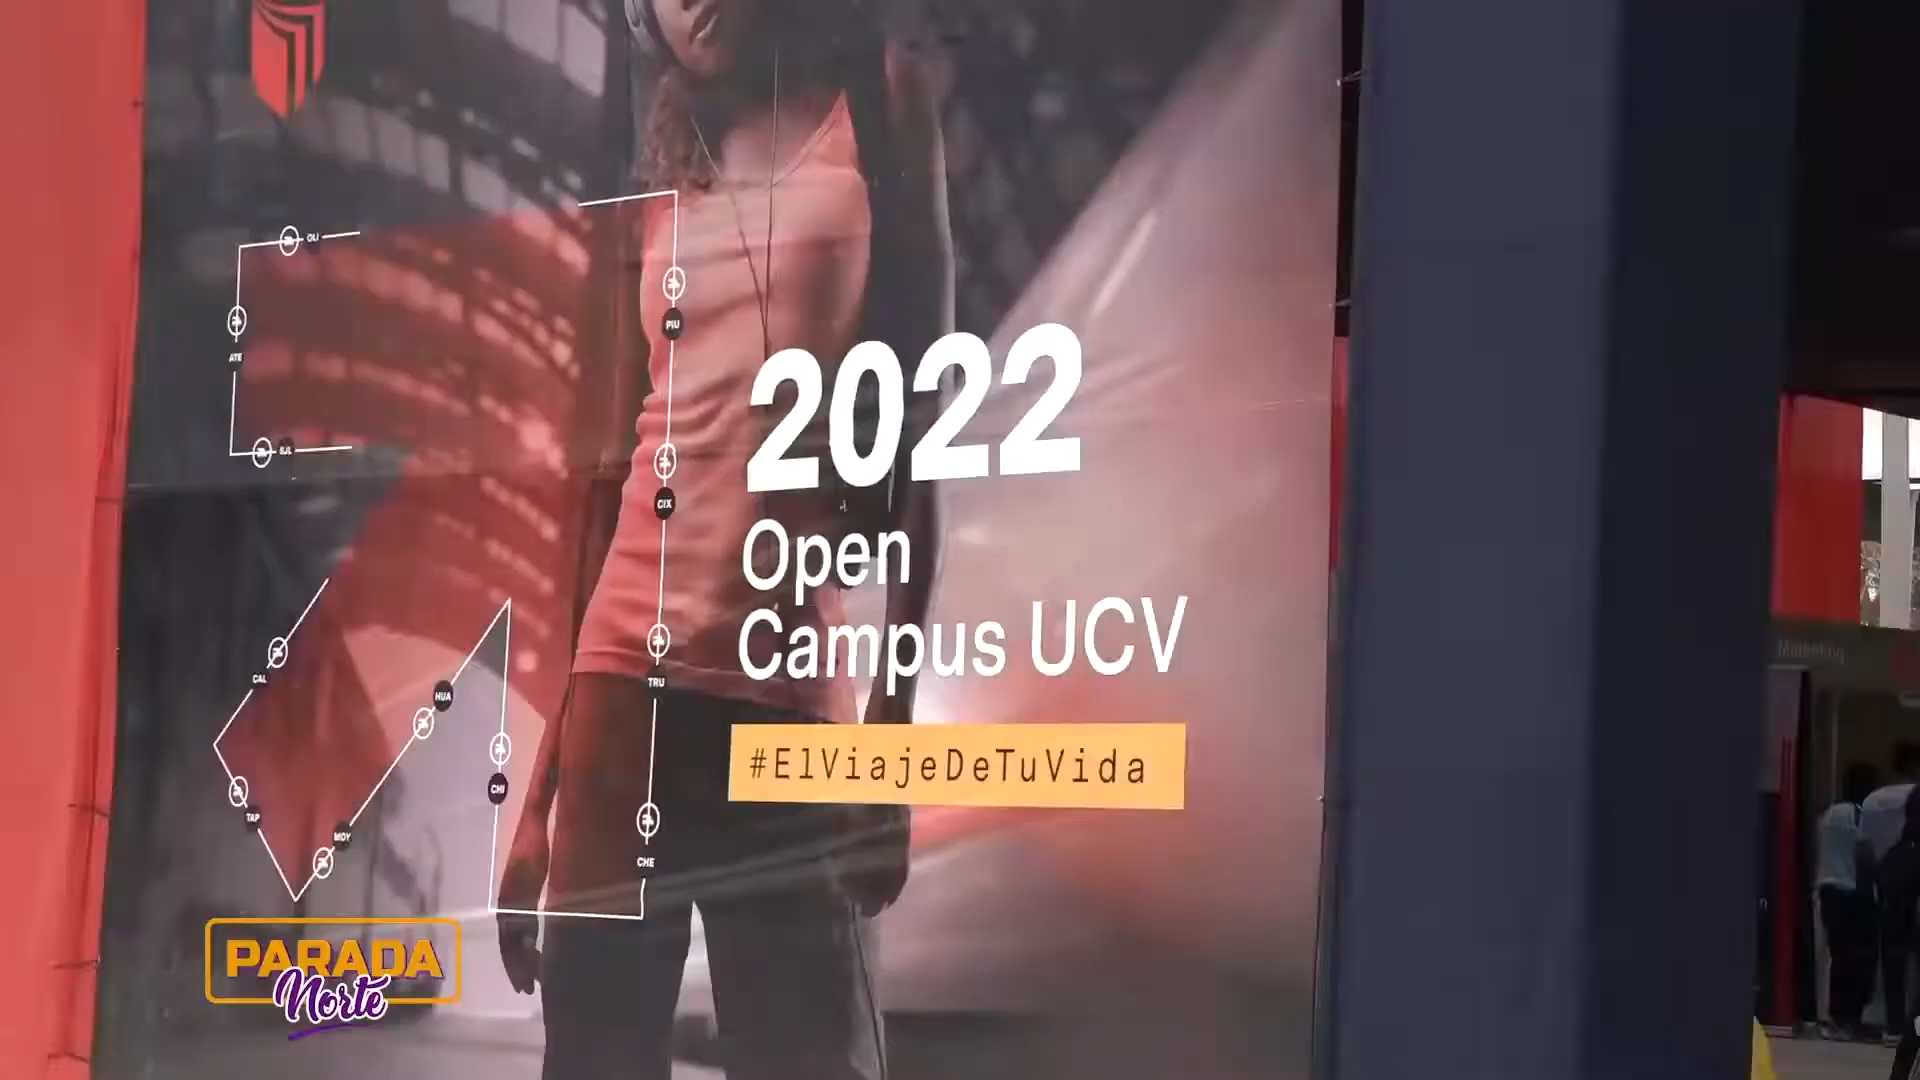 OLI
PIU
ATE
SJL
CIX
2022
Open
Campus UCV
#ElViajeDeTuVida
CAL
HUA
TRU
CHI
TAP
MOY
CHE
PARADA
Norte
Marketing